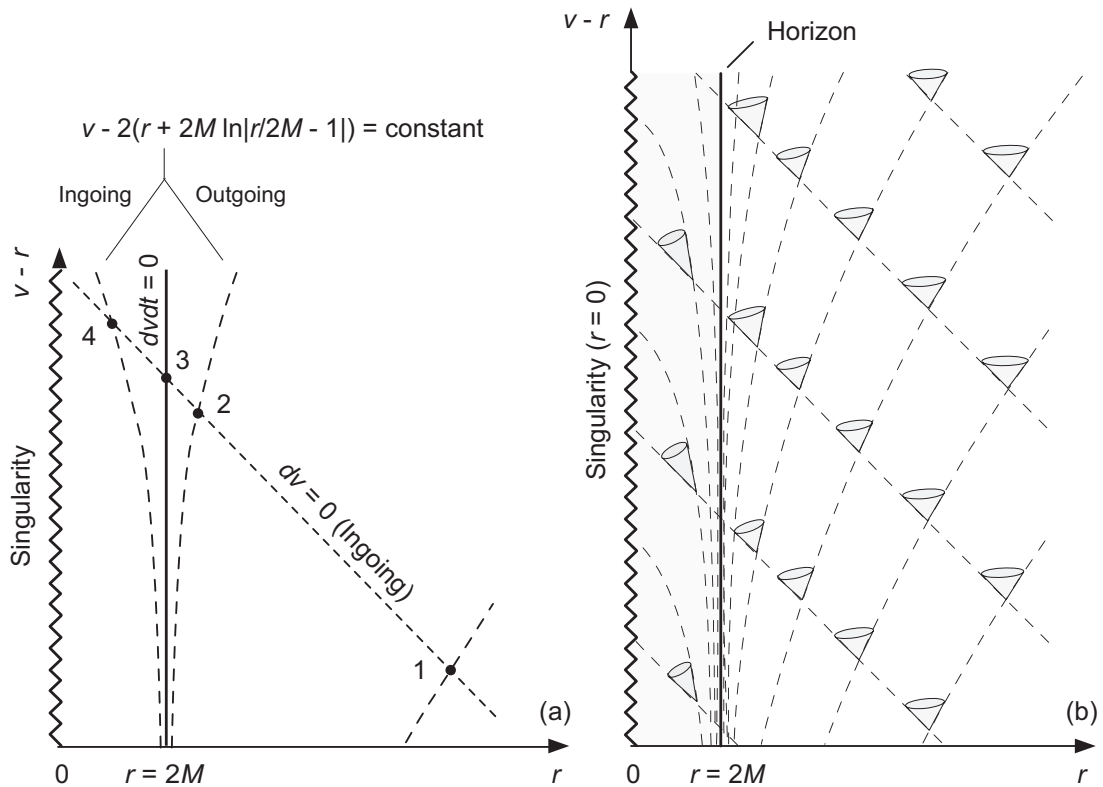 v - 2(r + 2M ln|r/2M - 1|) = constant
Ingoing
Outgoing
v - r
dvdt = 0
4
3
2
dv = 0 (Ingoing)
1
Singularity
(a)
0
r = 2M
r
v - r
Horizon
Singularity (r = 0)
(b)
0
r = 2M
r